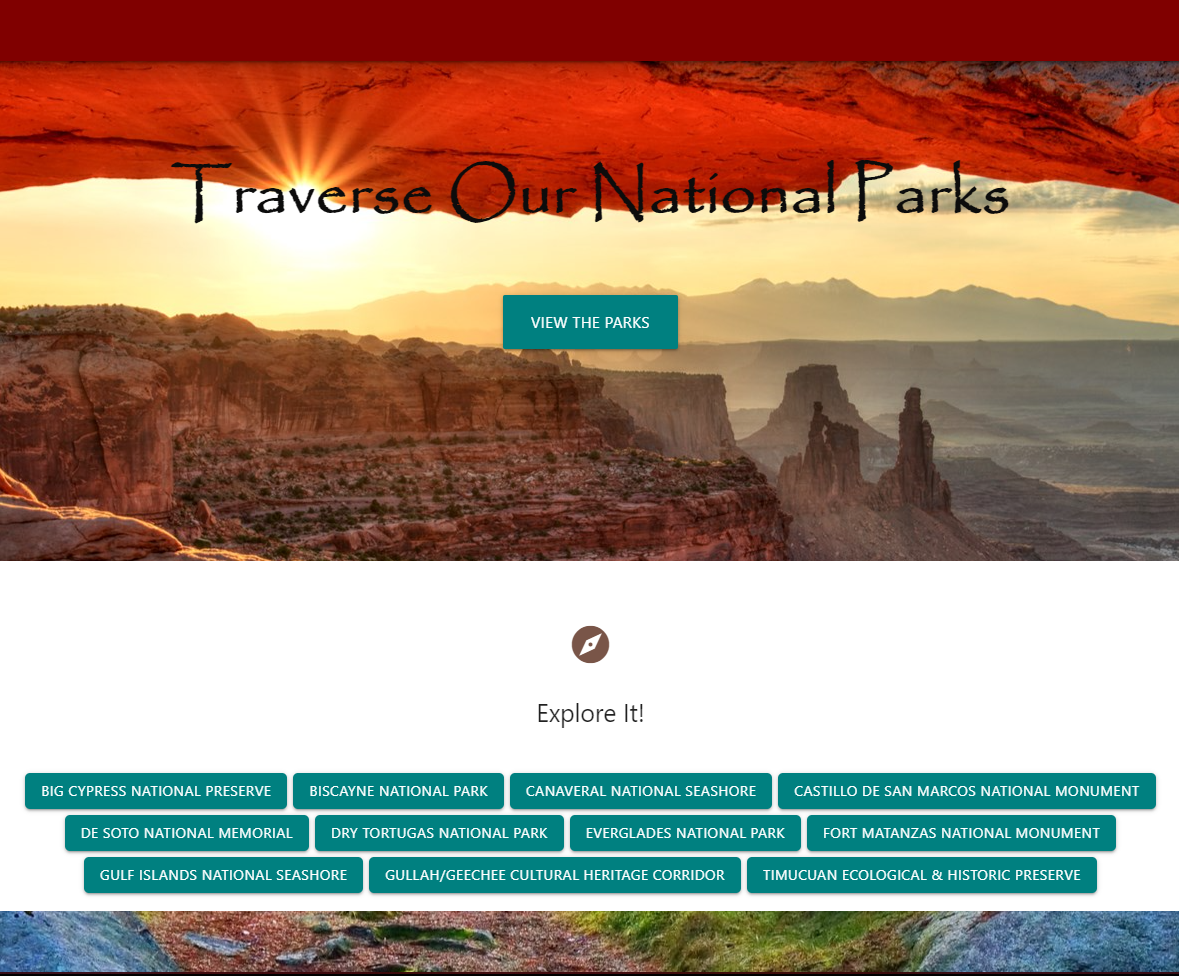 Traverse Our National Parks
VIEW THE PARKS
Explore It!
BIG CYPRESS NATIONAL PRESERVE BISCAYNE NATIONAL PARK CANAVERAL NATIONAL SEASHORE CASTILLO DE SAN MARCOS NATIONAL MONUMENT
DE SOTO NATIONAL MEMORIAL DRY TORTUGAS NATIONAL PARK EVERGLADES NATIONAL PARK FORT MATANZAS NATIONAL MONUMENT
GULF ISLANDS NATIONAL SEASHORE GULLAH/GEECHEE CULTURAL HERITAGE CORRIDOR TIMUCUAN ECOLOGICAL & HISTORIC PRESERVE